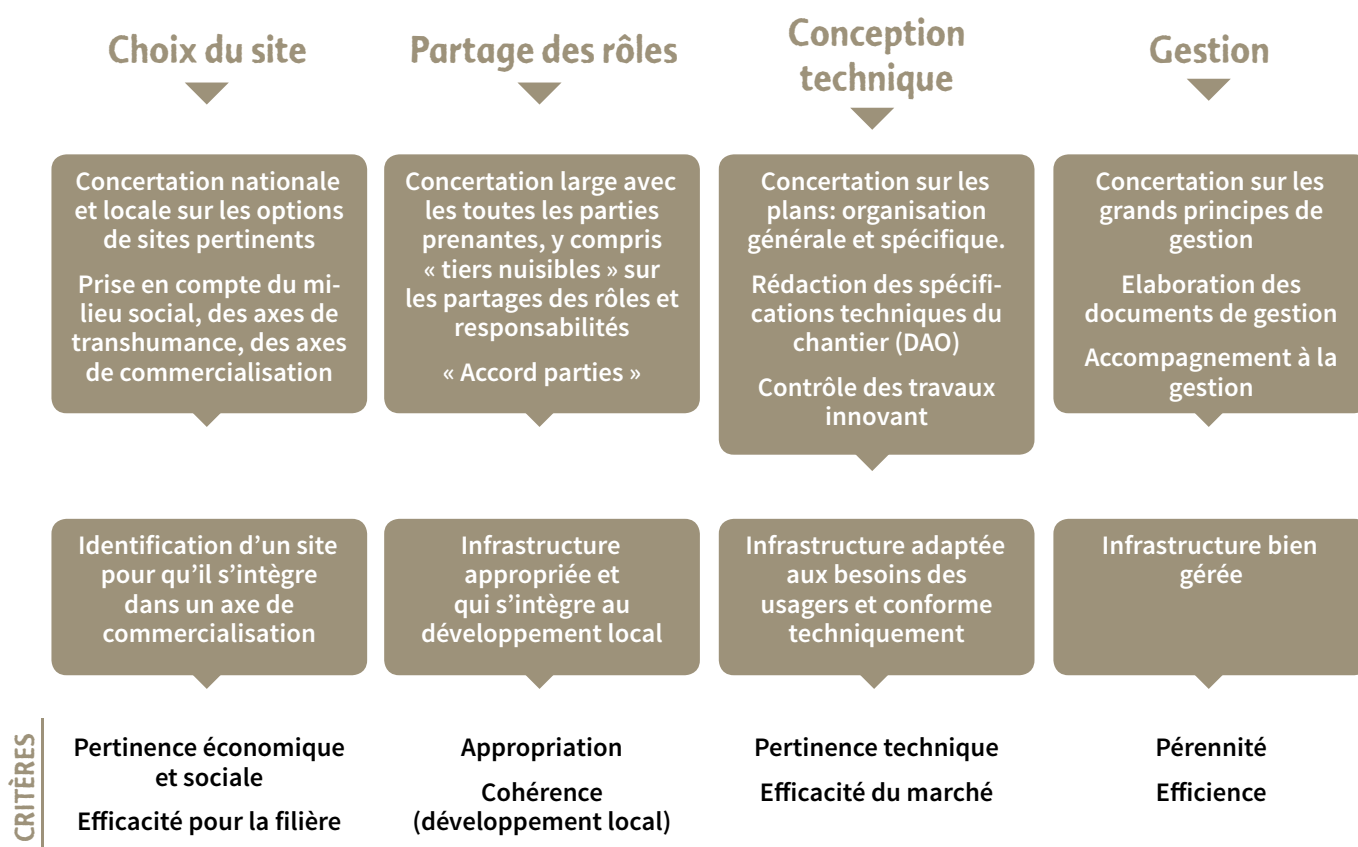 Choix du site
Concertation nationale
et locale sur les options
de sites pertinents
Prise en compte du mi-
lieu social, des axes de
transhumance, des axes
de commercialisation
Identification d’un site
pour qu’il s’intègre
dans un axe de
commercialisation
Partage des rôles
Concertation large avec
les toutes les parties
prenantes, y compris
« tiers nuisibles » sur
les partages des rôles et
responsabilités
« Accord parties »
Infrastructure
appropriée et
qui s’intègre au
développement local
Conception
technique
Concertation sur les
plans: organisation
générale et spécifique.
Rédaction des spécifi-
cations techniques du
chantier (DAO)
Contrôle des travaux
innovant
Infrastructure adaptée
aux besoins des
usagers et conforme
techniquement
Gestion
Concertation sur les
grands principes de
gestion
Elaboration des
documents de gestion
Accompagnement à la
gestion
Infrastructure bien
gérée
CRITÈRES
Pertinence économique
et sociale
Efficacité pour la filière
Appropriation
Cohérence
(développement local)
Pertinence technique
Efficacité du marché
Pérennité
Efficience